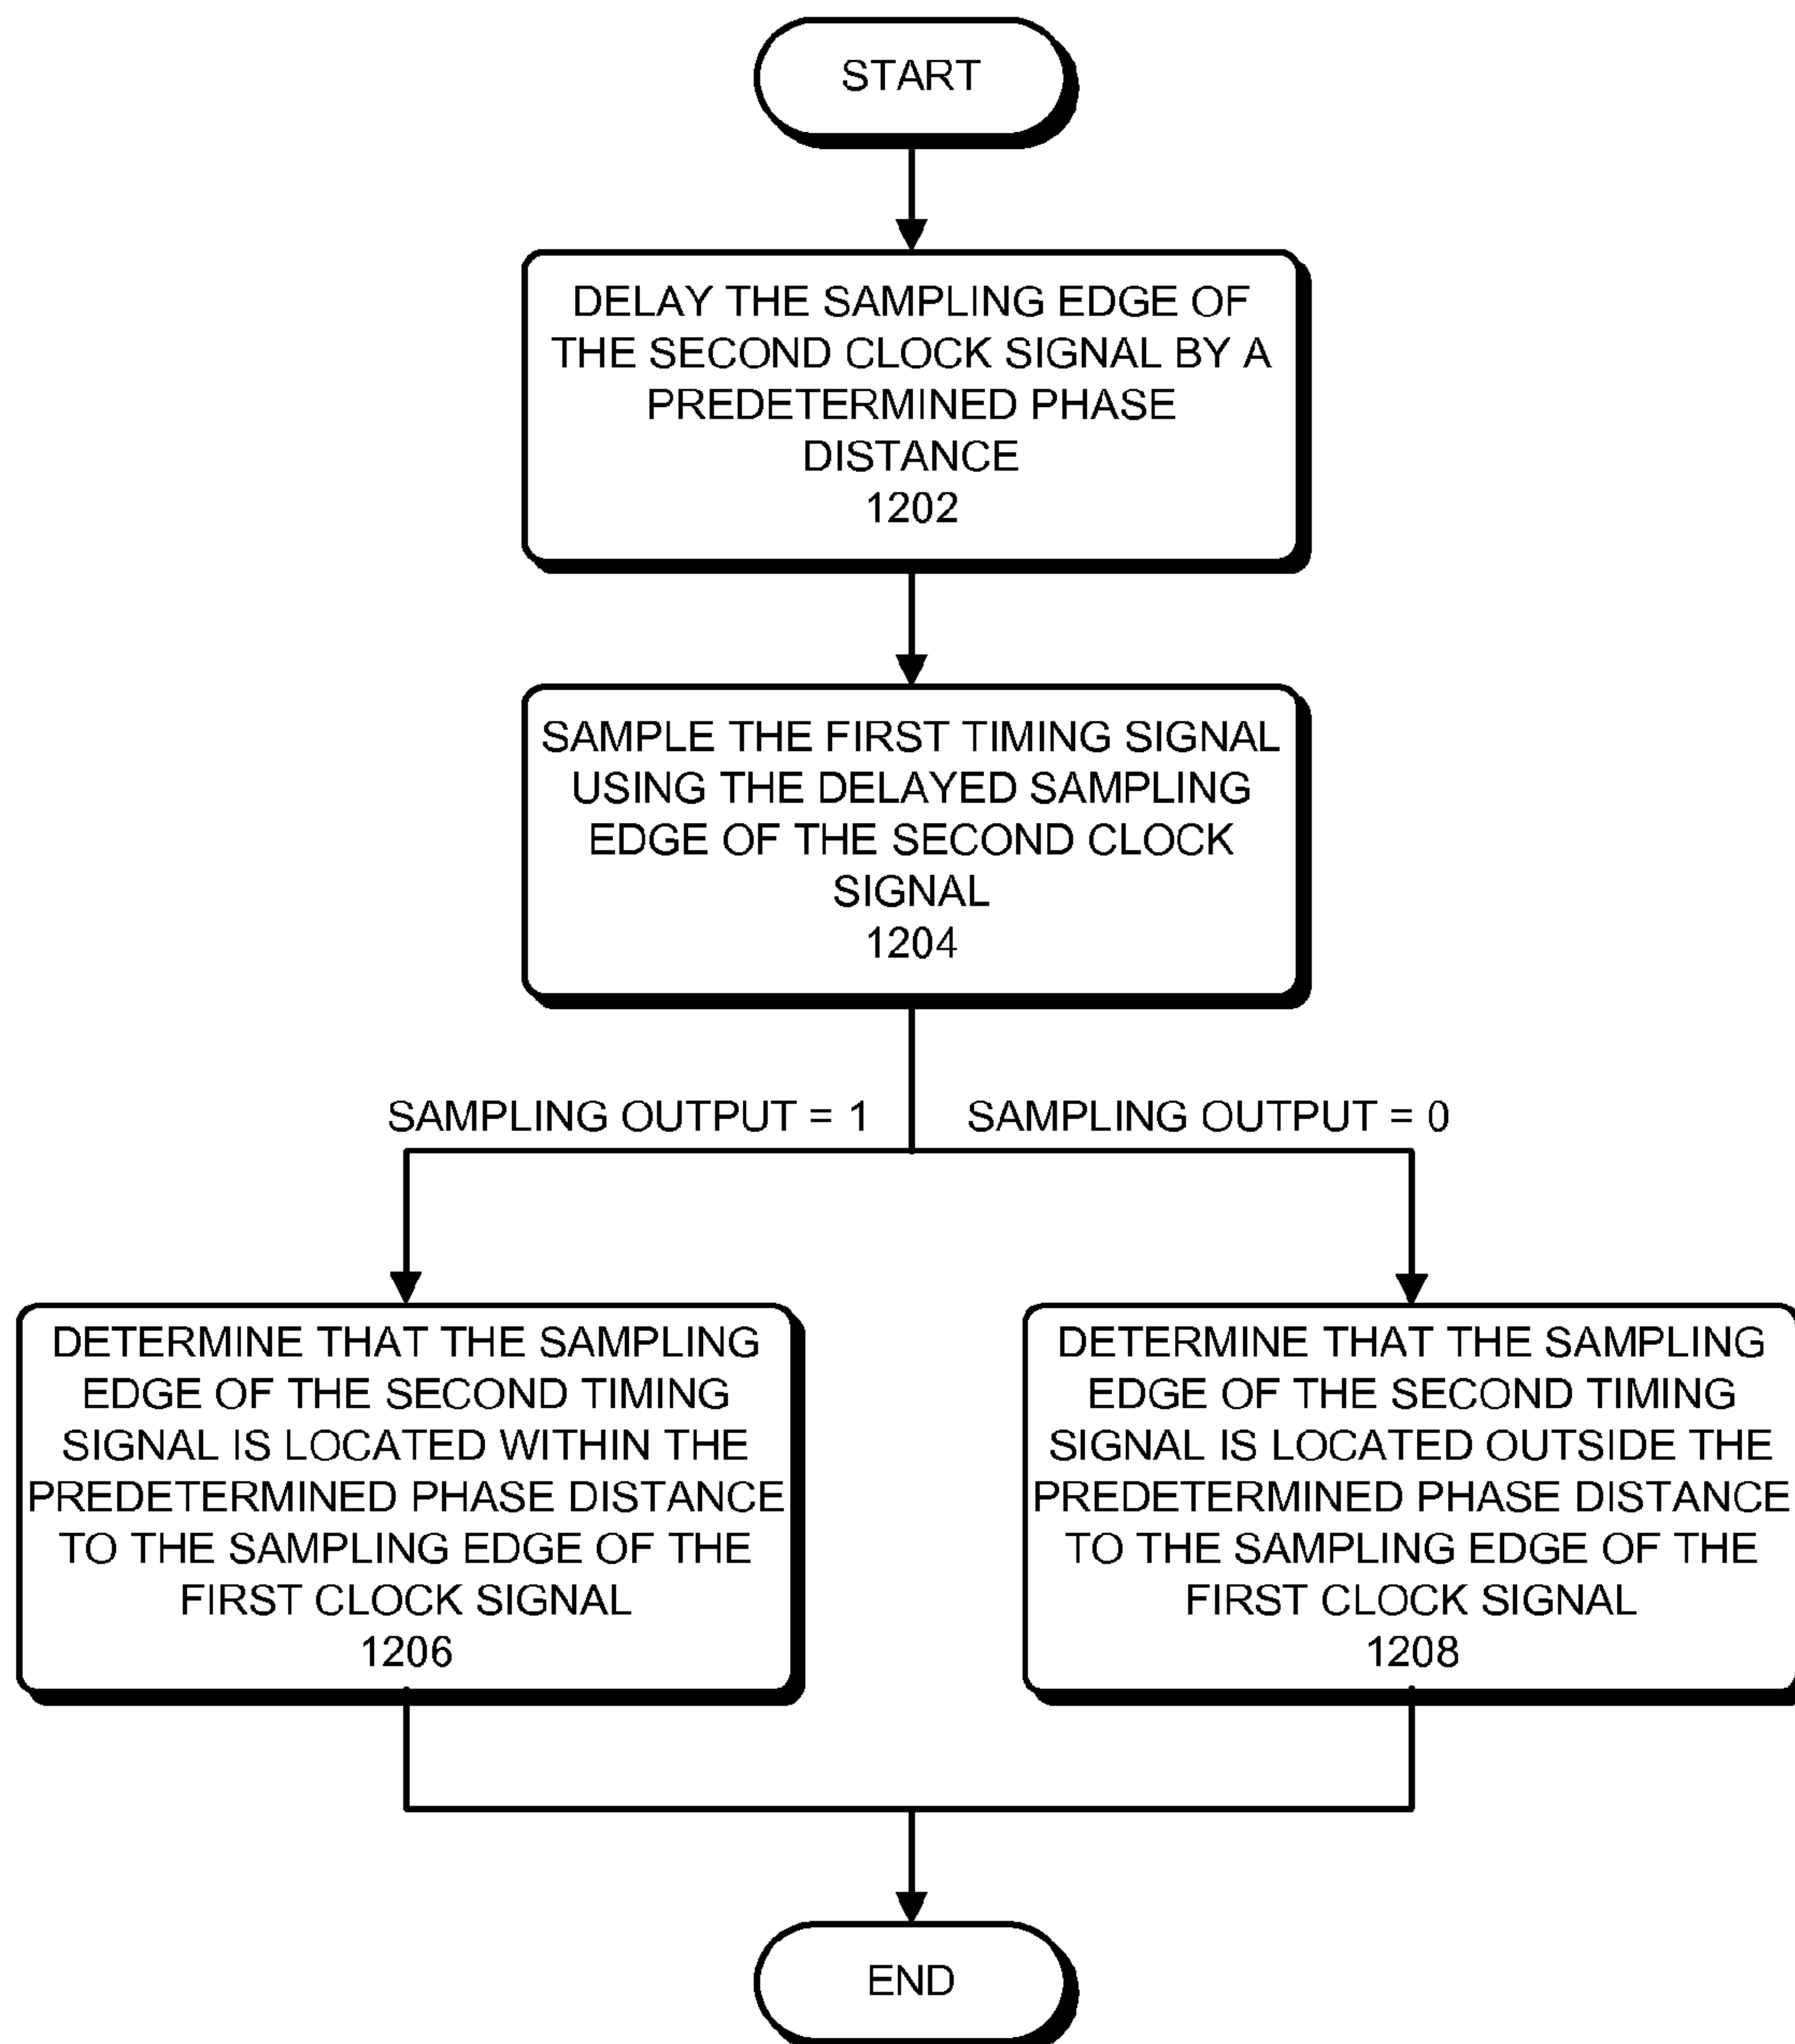 START
DELAY THE SAMPLING EDGE OF
THE SECOND CLOCK SIGNAL BY A
PREDETERMINED PHASE
DISTANCE
1202
SAMPLE THE FIRST TIMING SIGNAL
USING THE DELAYED SAMPLING
EDGE OF THE SECOND CLOCK
SIGNAL
1204
SAMPLING OUTPUT = 1
SAMPLING OUTPUT = 0
DETERMINE THAT THE SAMPLING
EDGE OF THE SECOND TIMING
SIGNAL IS LOCATED WITHIN THE
PREDETERMINED PHASE DISTANCE
TO THE SAMPLING EDGE OF THE
FIRST CLOCK SIGNAL
1206
DETERMINE THAT THE SAMPLING
EDGE OF THE SECOND TIMING
SIGNAL IS LOCATED OUTSIDE THE
PREDETERMINED PHASE DISTANCE
TO THE SAMPLING EDGE OF THE
FIRST CLOCK SIGNAL
1208
END